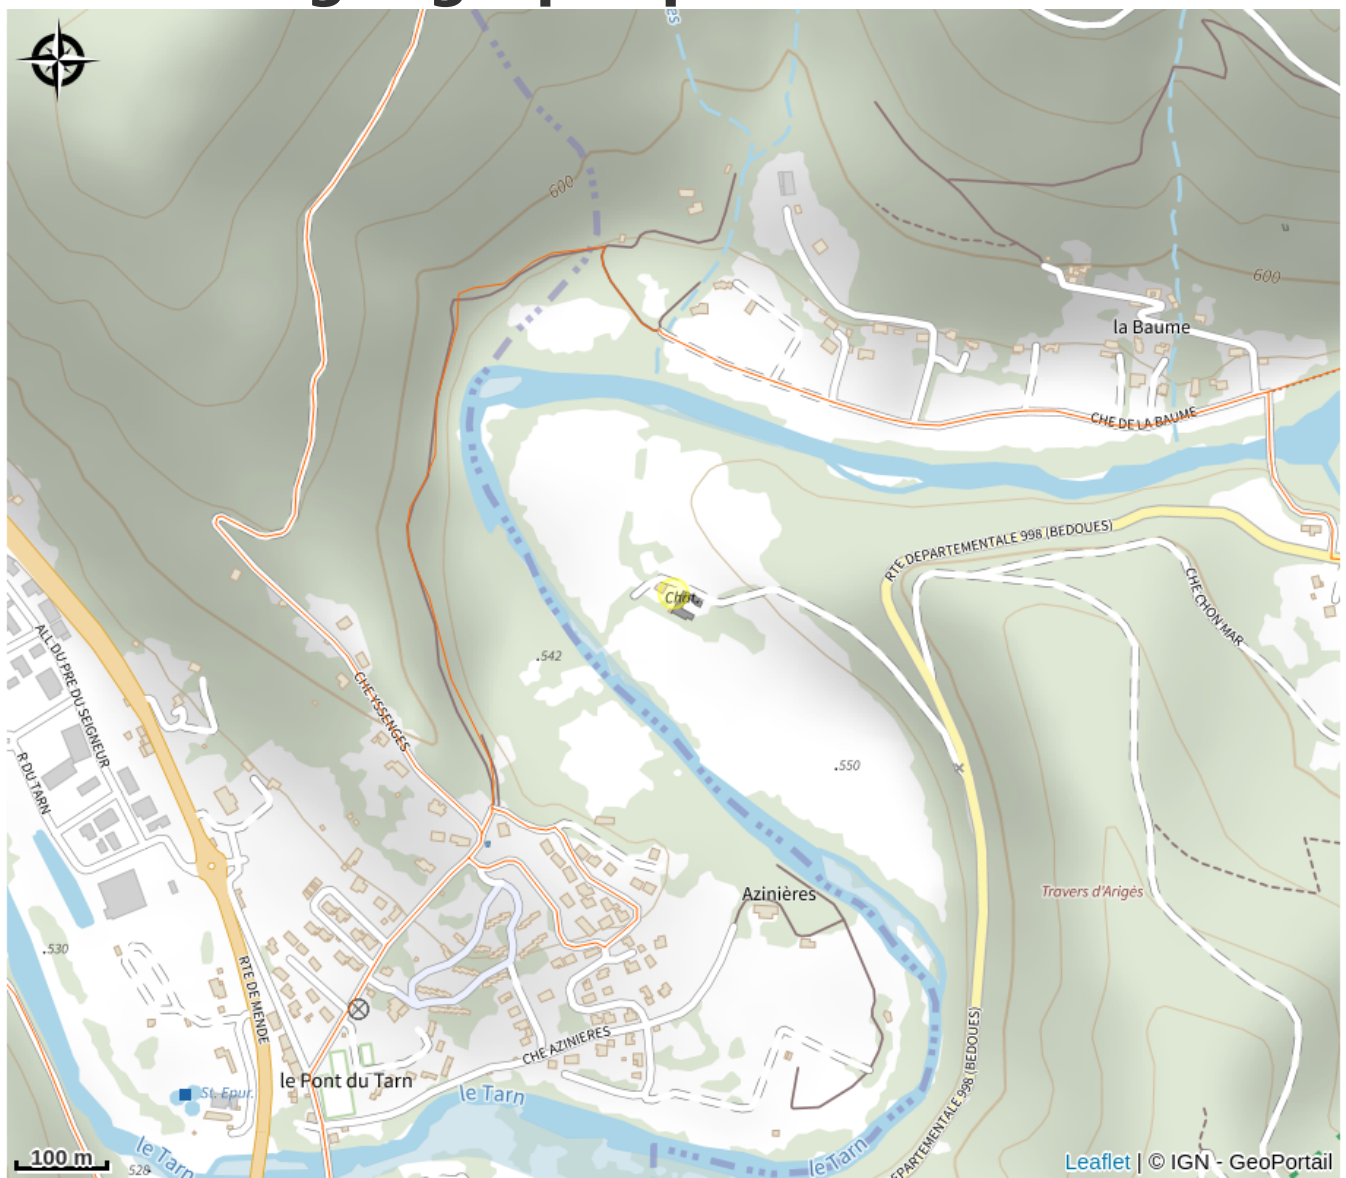 es
600
600
la Baume
CHE DE LA BAUME
RTE DEPARTEMENTALE 998 (BEDOUES)
CHE CHON MAR
Chat.
.542
ALL DU PRE DU SEIGNEUR
CHE YSSENGES
R DU TARN
.550
Travers d'Arigès
Azinières
.530
RTE DE MENDE
CHE AZINIERES
le Pont du Tarn
St. Epur.
le Tarn
le Tarn
le Tarn
EPARTEMENTALE 998 (BEDOUES)
100 m
528
Leaflet | © IGN - GeoPortail